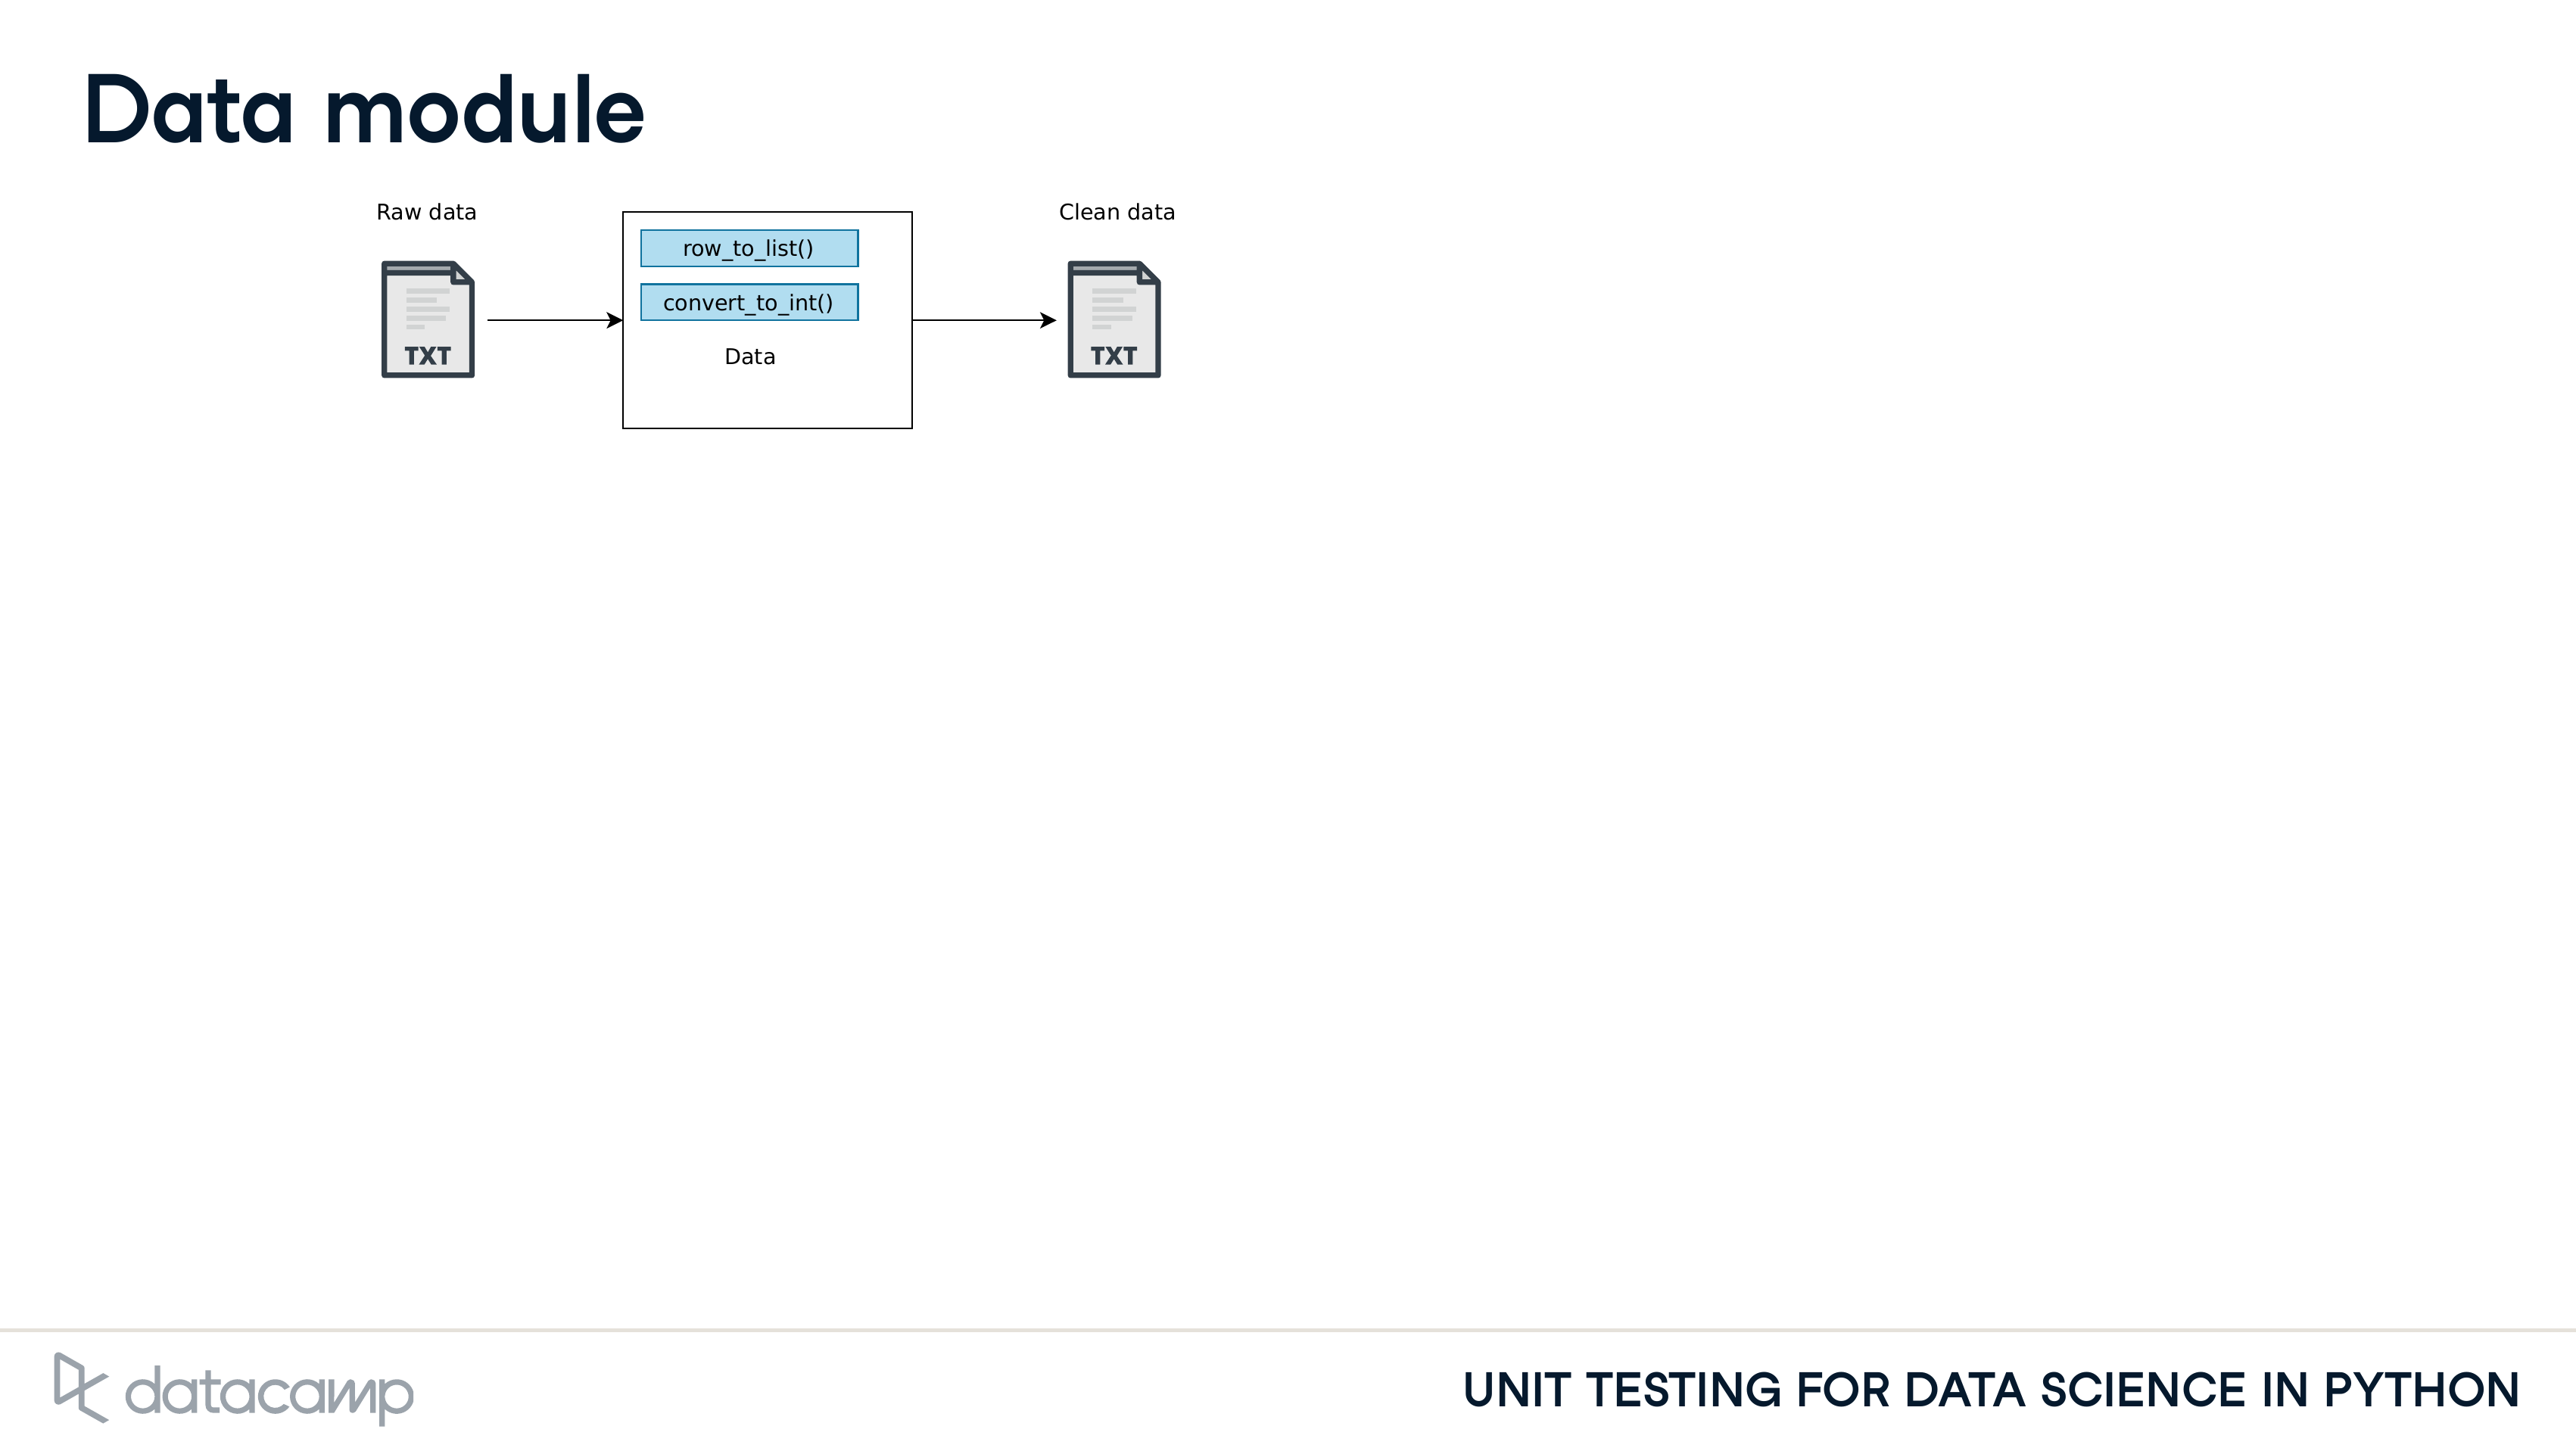 Data module
Raw data
Clean data
row_to_list()
convert_to_int()
Data
TXT
TXT
datacamp
UNIT TESTING FOR DATA SCIENCE IN PYTHON